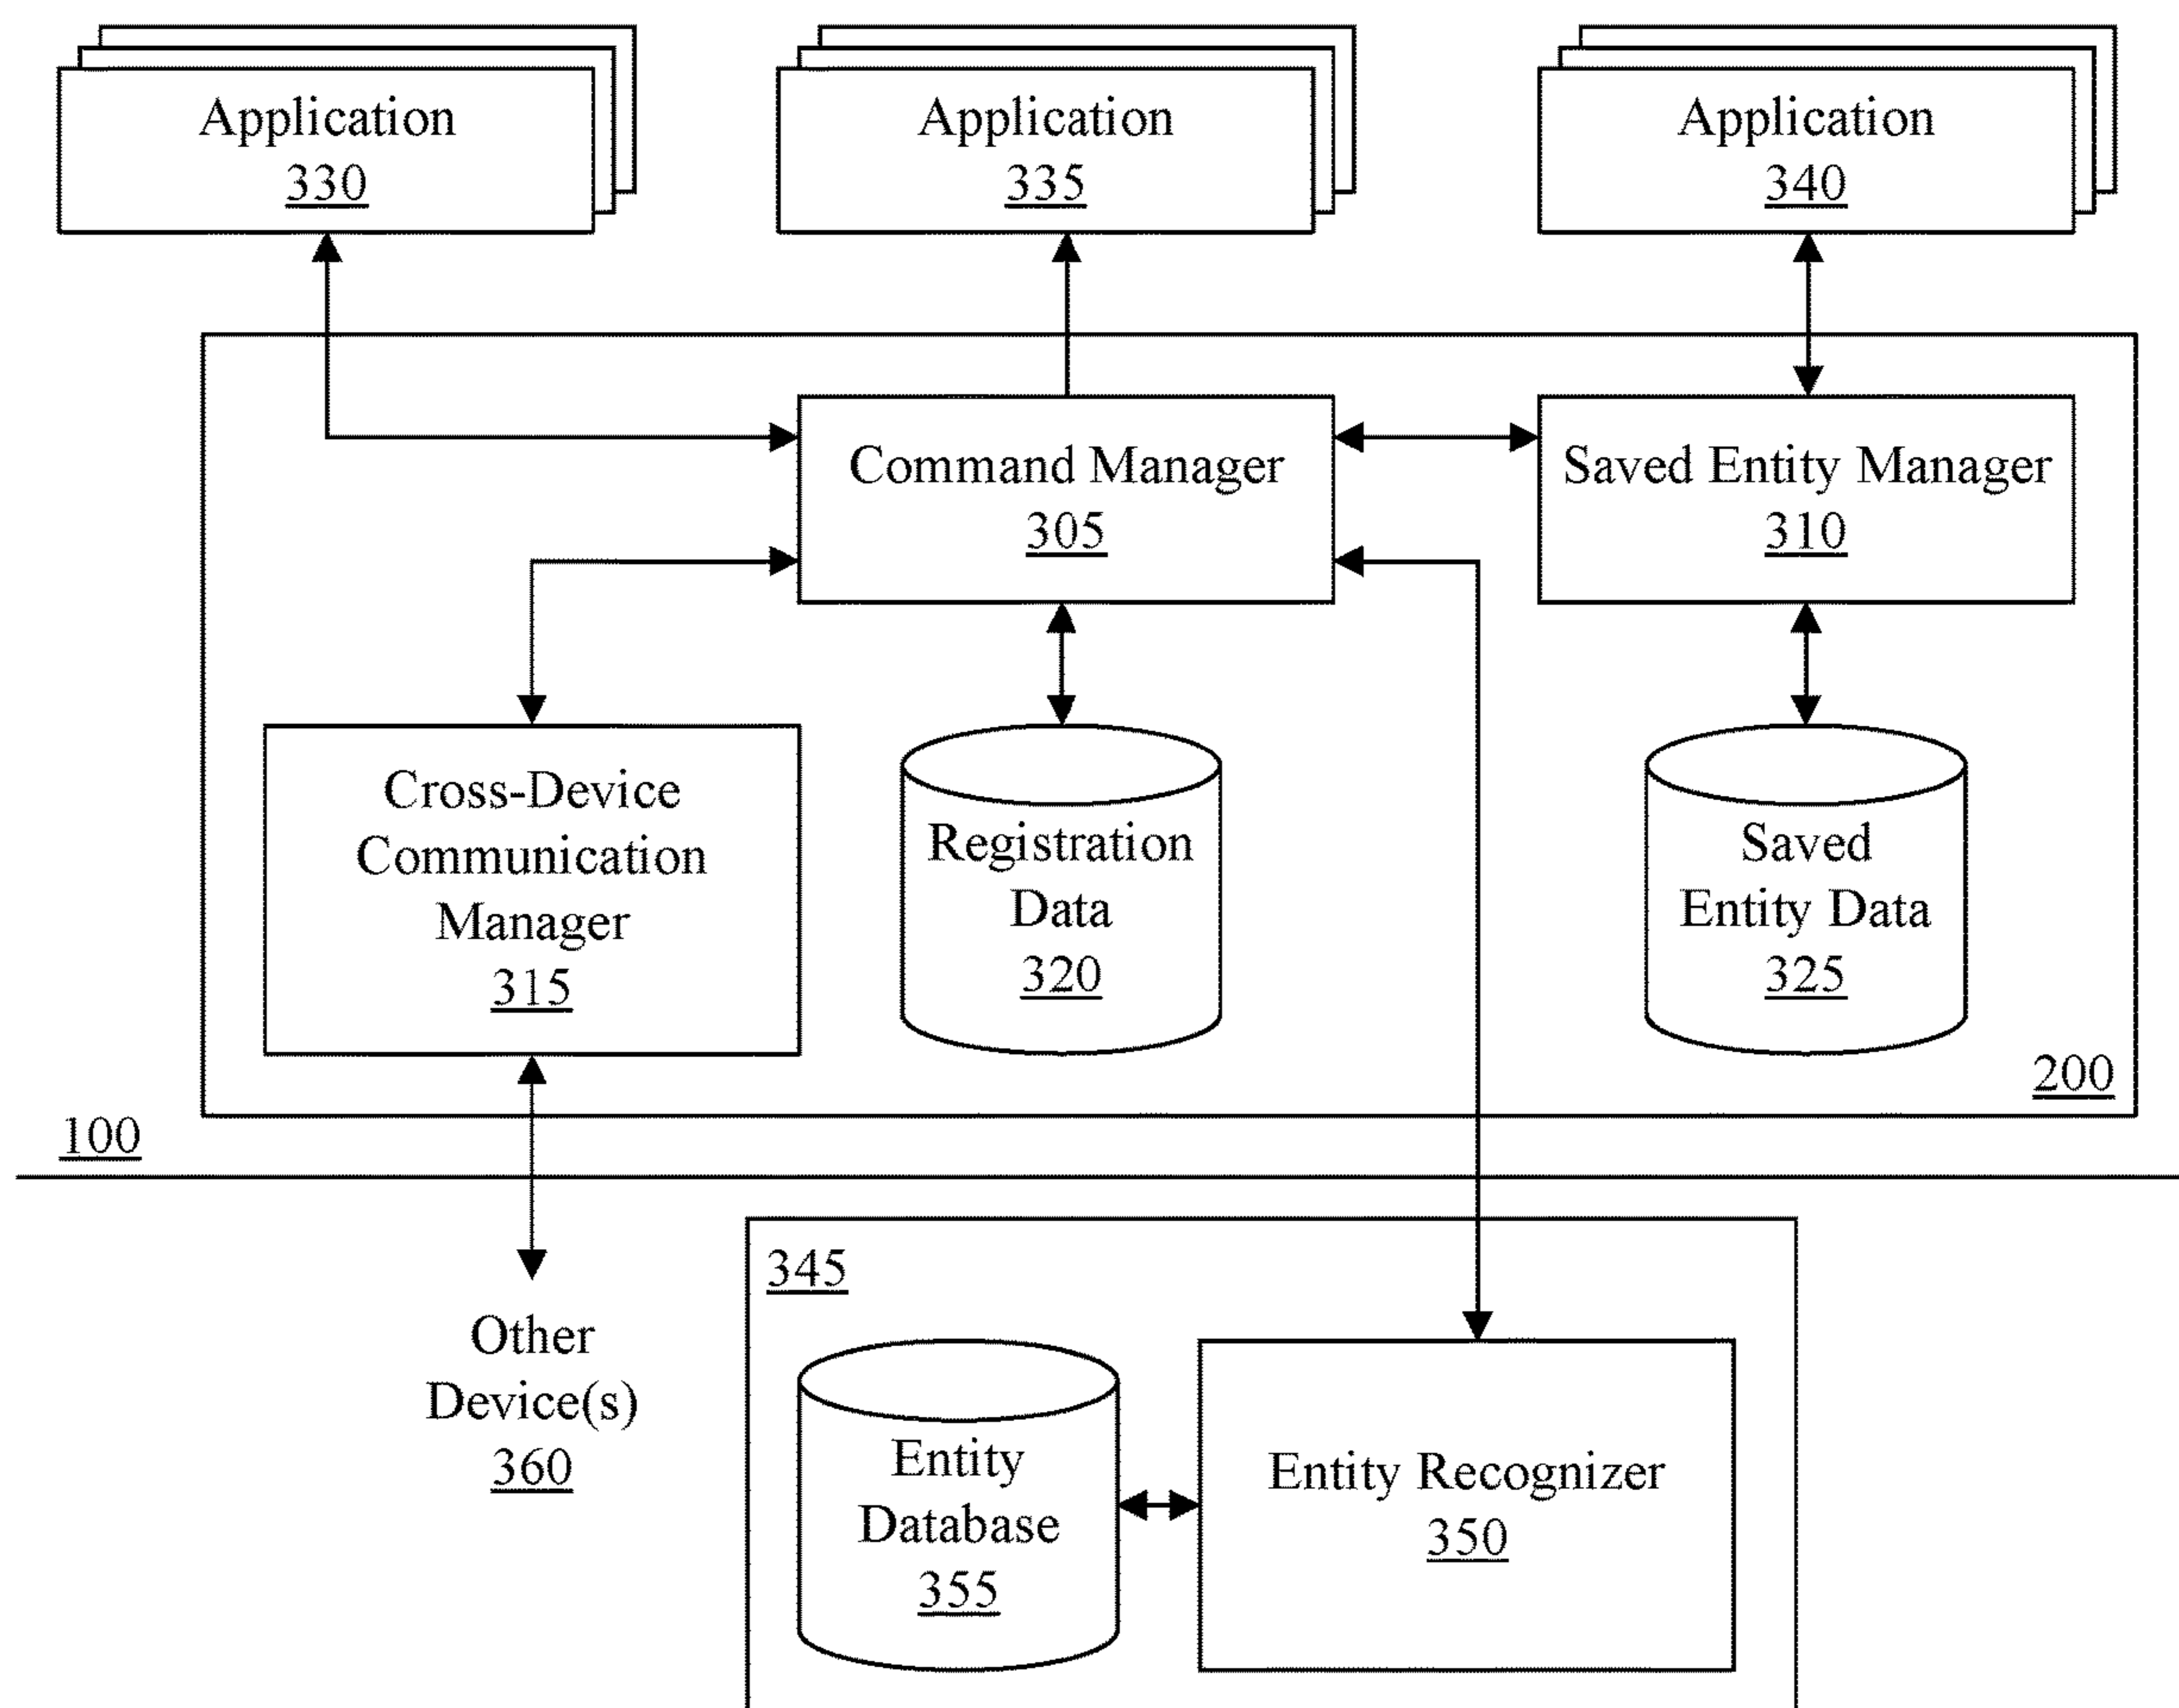 Application
330
Application
335
Application
340
Command Manager
305
Saved Entity Manager
310
Cross-Device
Communication
Manager
315
Registration
Data
320
Saved
Entity Data
325
200
100
345
Other
Device(s)
360
Entity
Database
355
Entity Recognizer
350